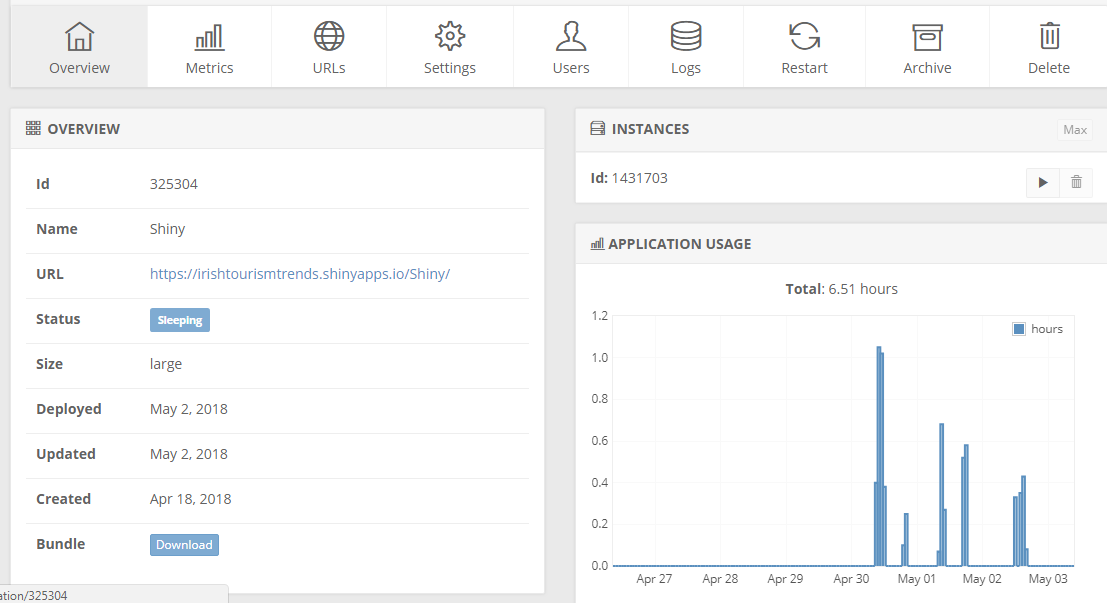 Overview Metrics URLs Settings Users Logs Restart Archive Delete
OVERVIEW
Id 325304
Name Shiny
URL https://irishtourismtrends.shinyapps.io/Shiny/
Status Sleeping
Size large
Deployed May 2, 2018
Updated May 2, 2018
Created Apr 18, 2018
Bundle Download
INSTANCES Max
Id: 1431703
APPLICATION USAGE
Total: 6.51 hours
hours
1.2
1.0
0.8
0.6
0.4
0.2
0.0
Apr 27 Apr 28 Apr 29 Apr 30 May 01 May 02 May 03
ation/325304